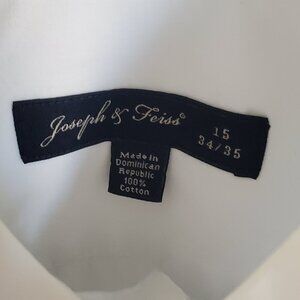 Joseph & Feiss®
15
34/35
Made in
Dominican
Republic
100%
Cotton